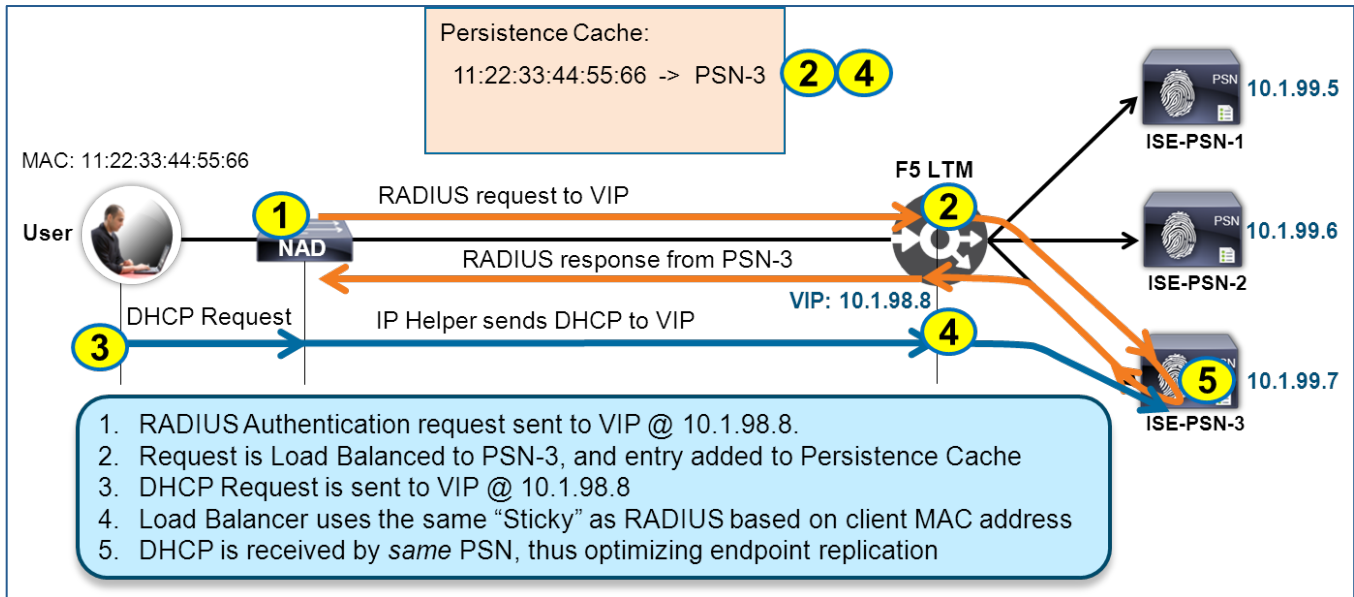 Persistence Cache:
11:22:33:44:55:66 -> PSN-3
2
4
MAC: 11:22:33:44:55:66
User
1
NAD
RADIUS request to VIP
RADIUS response from PSN-3
F5 LTM
2
VIP: 10.1.98.8
PSN
10.1.99.5
ISE-PSN-1
PSN
10.1.99.6
ISE-PSN-2
3
DHCP Request
IP Helper sends DHCP to VIP
4
5
10.1.99.7
ISE-PSN-3
1. RADIUS Authentication request sent to VIP @ 10.1.98.8.
2. Request is Load Balanced to PSN-3, and entry added to Persistence Cache
3. DHCP Request is sent to VIP @ 10.1.98.8
4. Load Balancer uses the same “Sticky” as RADIUS based on client MAC address
5. DHCP is received by same PSN, thus optimizing endpoint replication